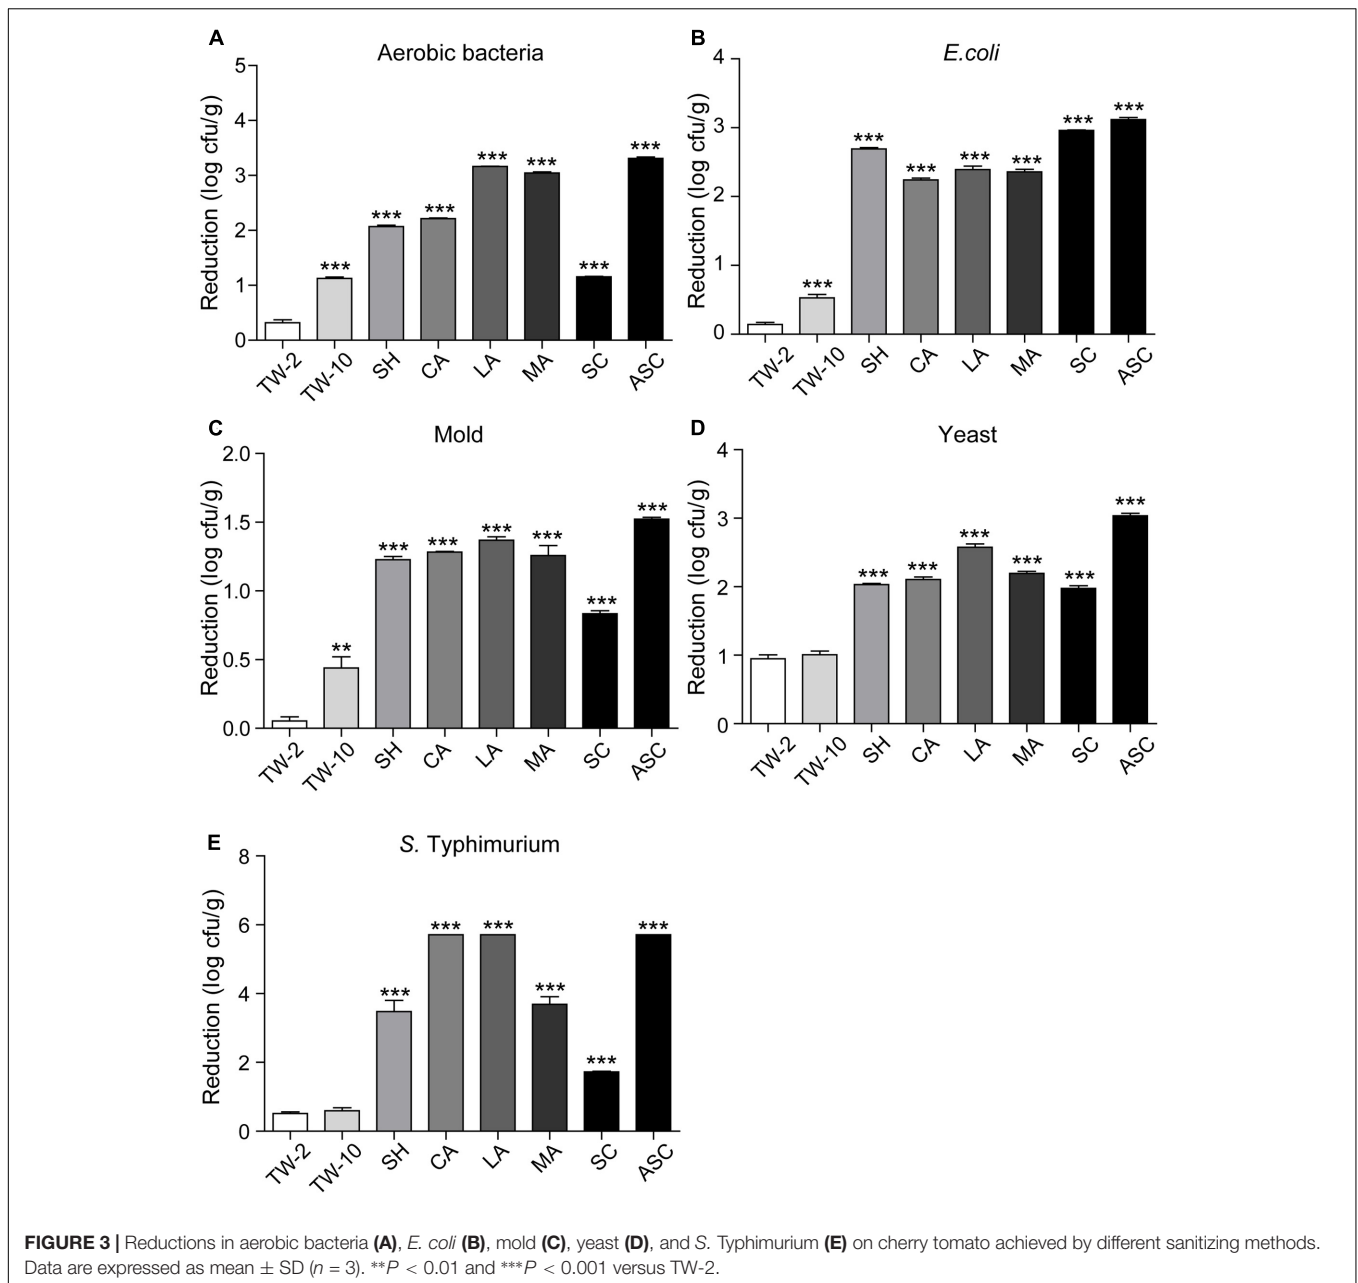 A
Aerobic bacteria
Reduction (log cfu/g)
5
4
3
2
1
0
***
***
***
***
***
***
***
TW-2
TW-10
SH
CA
LA
MA
SC
ASC
B
E.coli
Reduction (log cfu/g)
4
3
2
1
0
***
***
***
***
***
***
***
TW-2
TW-10
SH
CA
LA
MA
SC
ASC
C
Mold
Reduction (log cfu/g)
2.0
1.5
1.0
0.5
0.0
**
***
***
***
***
***
***
TW-2
TW-10
SH
CA
LA
MA
SC
ASC
D
Yeast
Reduction (log cfu/g)
4
3
2
1
0
***
***
***
***
***
***
TW-2
TW-10
SH
CA
LA
MA
SC
ASC
E
S. Typhimurium
Reduction (log cfu/g)
8
6
4
2
0
***
***
***
***
***
***
TW-2
TW-10
SH
CA
LA
MA
SC
ASC
FIGURE 3 | Reductions in aerobic bacteria (A), E. coli (B), mold (C), yeast (D), and S. Typhimurium (E) on cherry tomato achieved by different sanitizing methods.
Data are expressed as mean ± SD (n = 3). **P < 0.01 and ***P < 0.001 versus TW-2.